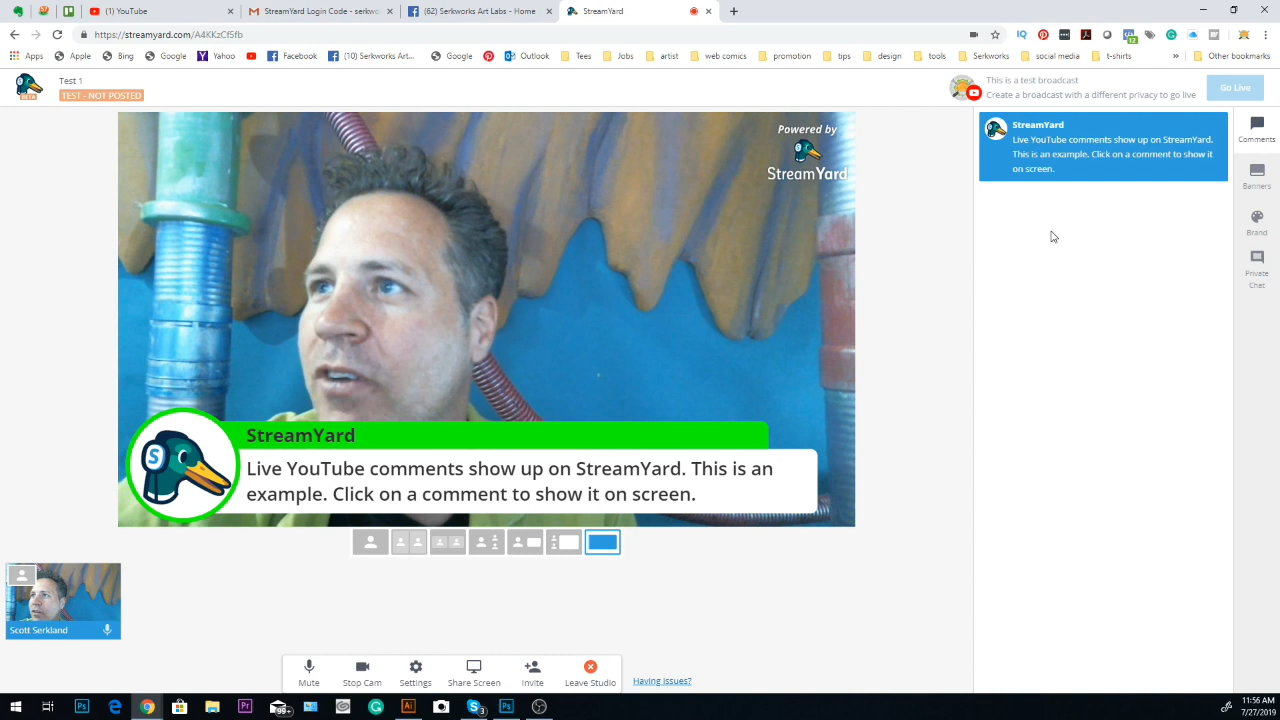 (1) YouTube
StreamYard Login Code - serkwo
(62) Serkworks Art Labs - Home
StreamYard
https://streamyard.com/A4KKzCf5fb
Apps
Apple
Bing
Google
Yahoo
Facebook
(10) Serkworks Art...
Google
Outlook
Tees
Jobs
artist
web comics
promotion
tips
design
tools
Serkworks
social media
t-shirts
»
Other bookmarks
BETA
Test 1
TEST - NOT POSTED
This is a test broadcast
Create a broadcast with a different privacy to go live
Go Live
Powered by
StreamYard
StreamYard
Live YouTube comments show up on StreamYard. This is an
example. Click on a comment to show it on screen.
StreamYard
Live YouTube comments show up on StreamYard.
This is an example. Click on a comment to show it
on screen.
Comments
Banners
Brand
Private
Chat
Scott Serkland
Mute
Stop Cam
Settings
Share Screen
Invite
Leave Studio
Having issues?
11:56 AM
7/27/2019